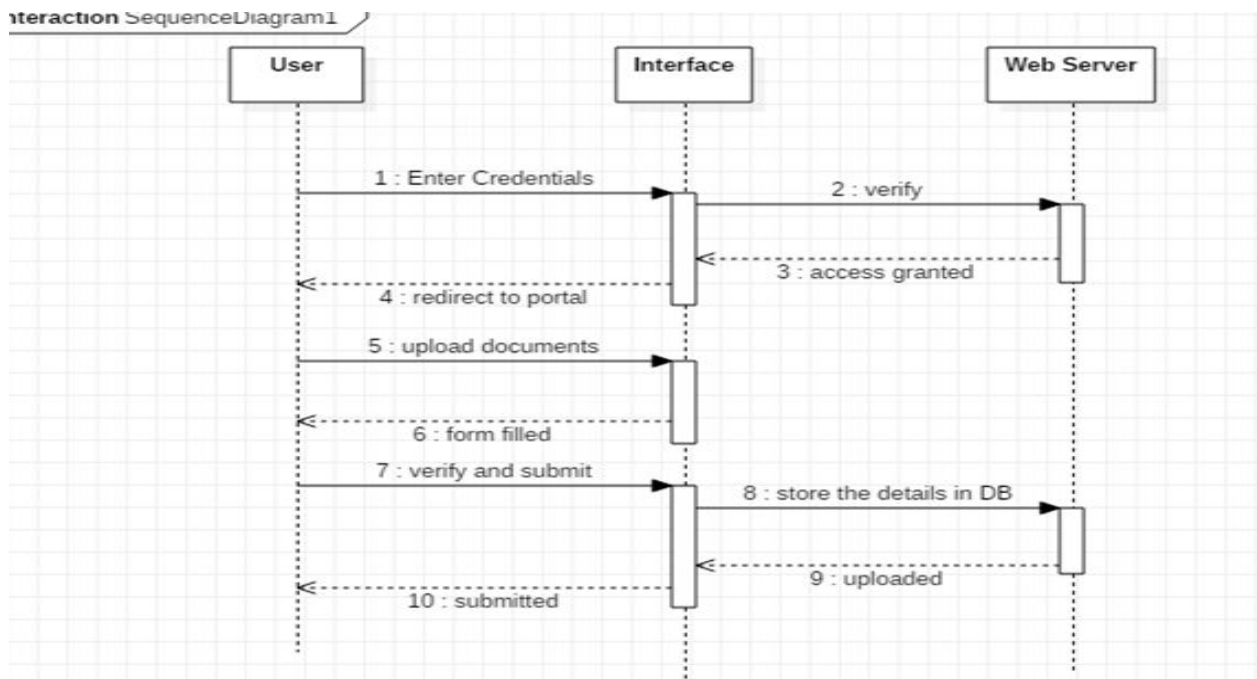 nteraction SequenceDiagram1
User
Interface
Web Server
1 : Enter Credentials
2 : verify
3 : access granted
4 : redirect to portal
5 : upload documents
6 : form filled
7 : verify and submit
8 : store the details in DB
9 : uploaded
10 : submitted